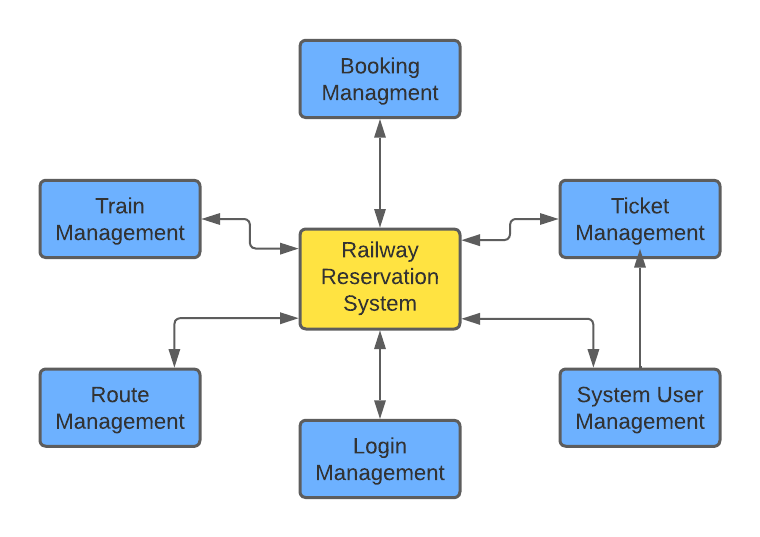 Booking
Managment
Train
Management
Ticket
Management
Railway
Reservation
System
Route
Management
System User
Management
Login
Management